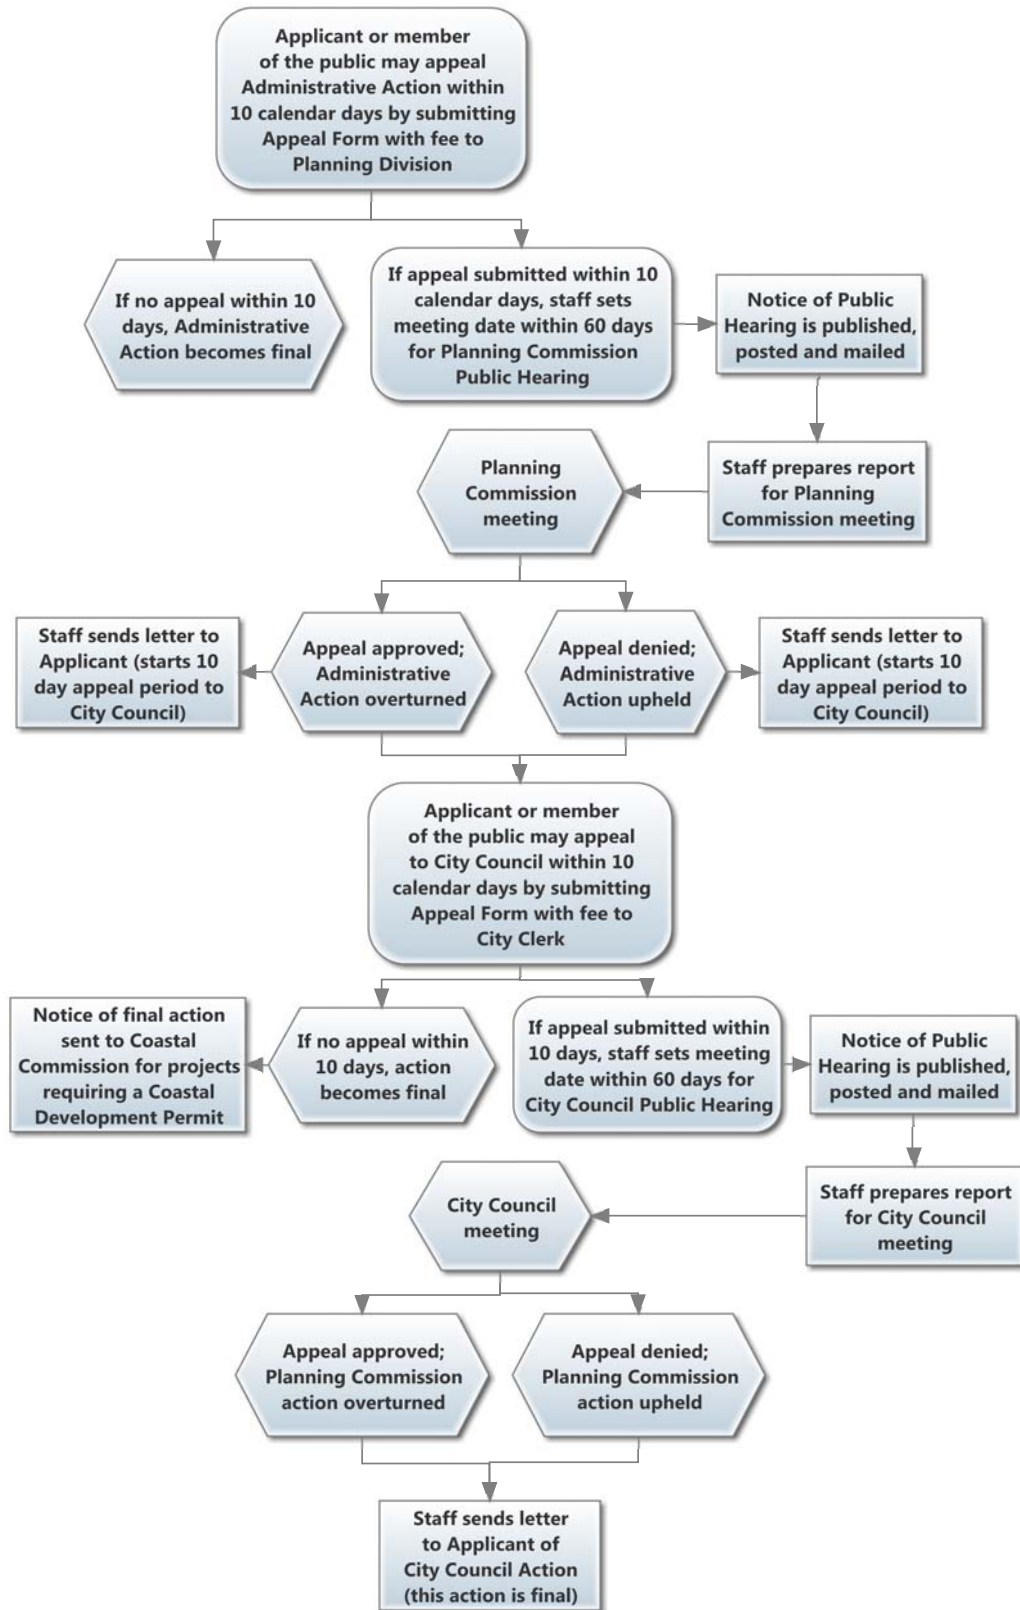 Applicant or member
of the public may appeal
Administrative Action within
10 calendar days by submitting
Appeal Form with fee to
Planning Division
If no appeal within 10
days, Administrative
Action becomes final
If appeal submitted within 10
calendar days, staff sets
meeting date within 60 days
for Planning Commission
Public Hearing
Notice of Public
Hearing is published,
posted and mailed
Staff prepares report
for Planning
Commission meeting
Planning
Commission
meeting
Staff sends letter to
Applicant (starts 10
day appeal period to
City Council)
Appeal approved;
Administrative
Action overturned
Appeal denied;
Administrative
Action upheld
Staff sends letter to
Applicant (starts 10
day appeal period to
City Council)
Applicant or member
of the public may appeal
to City Council within 10
calendar days by submitting
Appeal Form with fee to
City Clerk
Notice of final action
sent to Coastal
Commission for projects
requiring a Coastal
Development Permit
If no appeal within
10 days, action
becomes final
If appeal submitted within
10 days, staff sets meeting
date within 60 days for
City Council Public Hearing
Notice of Public
Hearing is published,
posted and mailed
Staff prepares report
for City Council
meeting
City Council
meeting
Appeal approved;
Planning Commission
action overturned
Appeal denied;
Planning Commission
action upheld
Staff sends letter
to Applicant of
City Council Action
(this action is final)